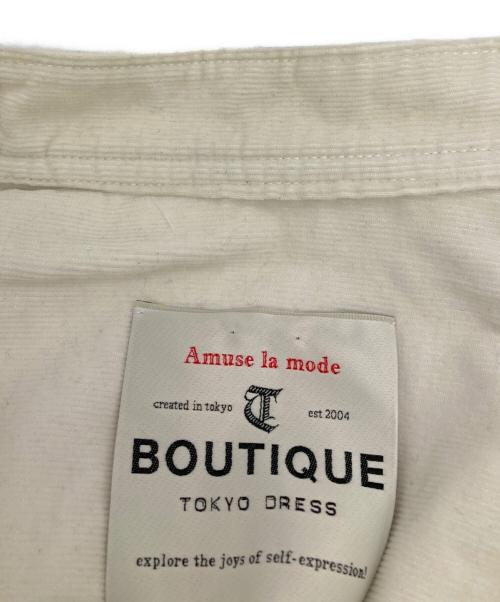 Amuse la mode
created in tokyo T est 2004
BOUTIQUE
TOKYO DRESS
explore the joys of self-expression!